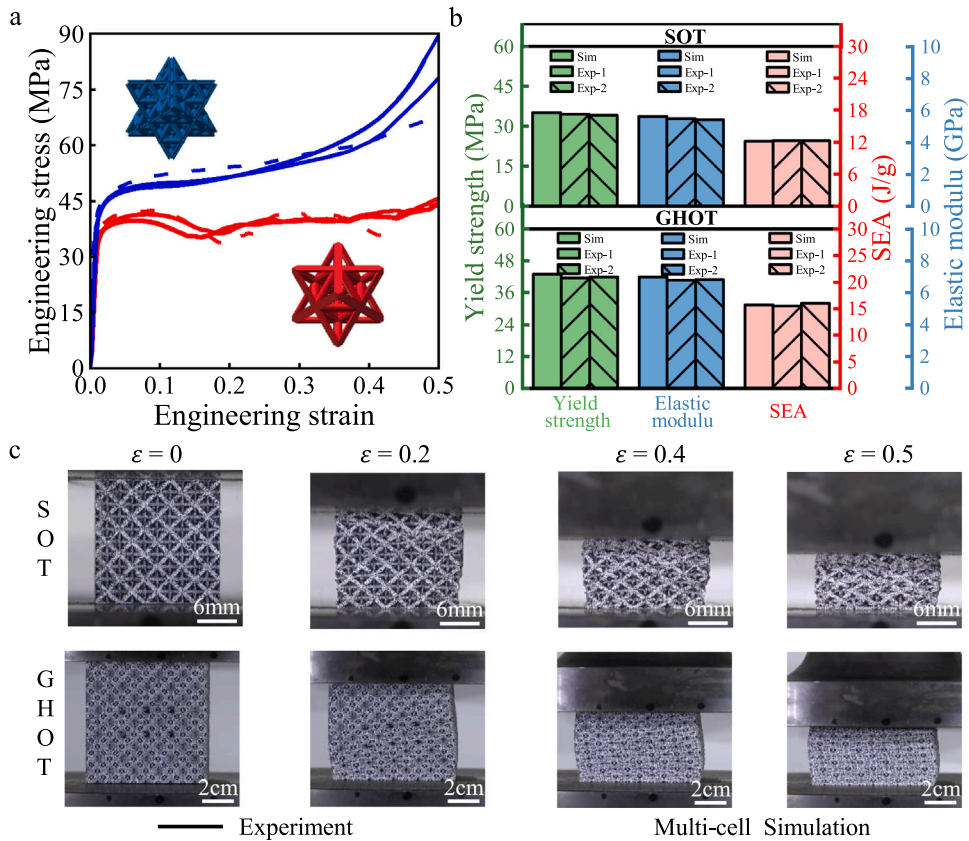 a
Engineering stress (MPa)
90
75
60
45
30
15
0
0.0
0.1
0.2
0.3
0.4
0.5
Engineering strain
b
SOT
Yield strength (MPa)
60
45
30
15
0
Sim
Exp-1
Exp-2
Sim
Exp-1
Exp-2
Sim
Exp-1
Exp-2
30
24
18
12
6
0
SEA (J/g)
10
8
6
4
2
0
Elastic modulu (GPa)
GHOT
60
48
36
24
12
0
Sim
Exp-1
Exp-2
Sim
Exp-1
Exp-2
Sim
Exp-1
Exp-2
30
25
20
15
10
5
0
10
8
6
4
2
0
Yield
strength
Elastic
modulu
SEA
c
ε = 0
ε = 0.2
ε = 0.4
ε = 0.5
SOT
6mm
6mm
6mm
6mm
GHOT
2cm
2cm
2cm
2cm
Experiment
Multi-cell Simulation